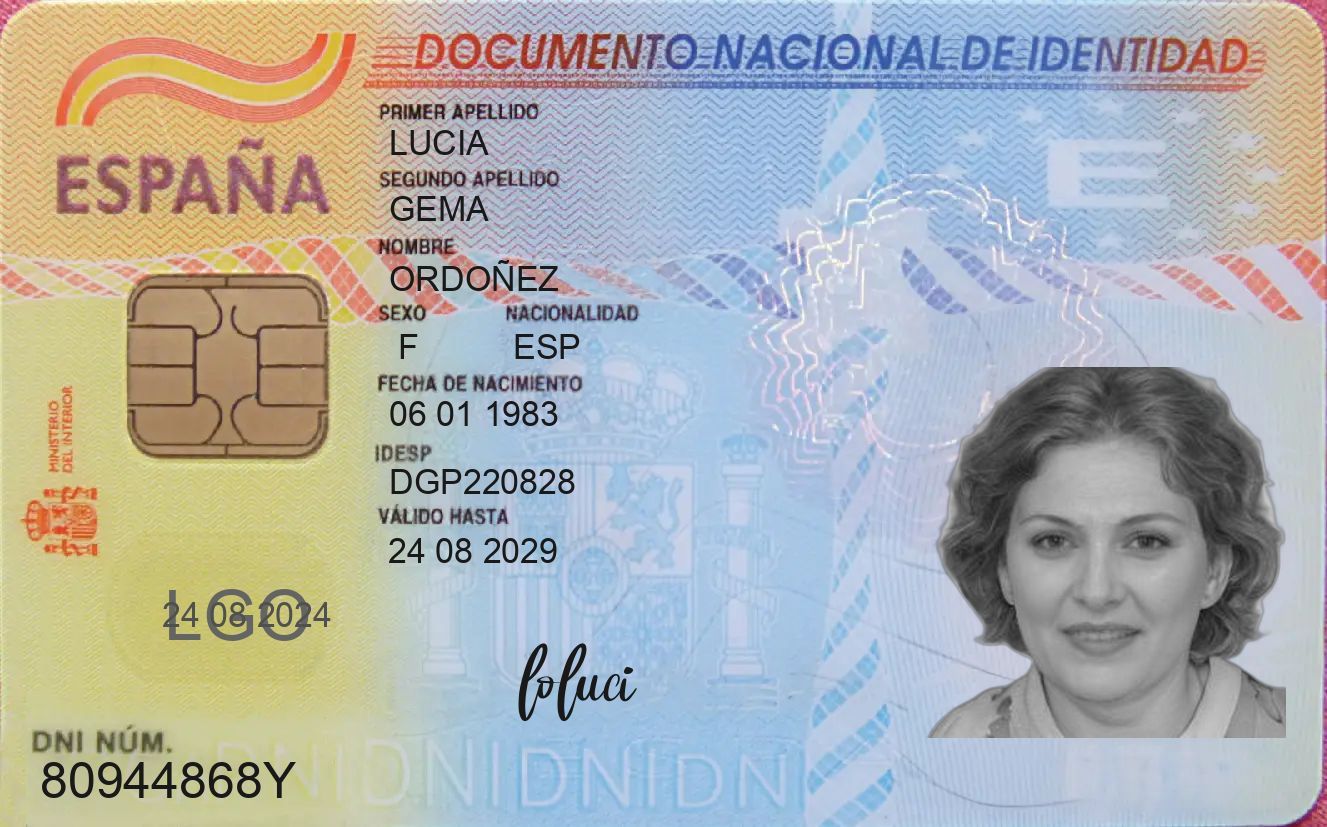 DOCUMENTO NACIONAL DE IDENTIDAD
ESPAÑA
PRIMER APELLIDO
LUCIA
SEGUNDO APELLIDO
GEMA
NOMBRE
ORDOÑEZ
SEXO NACIONALIDAD
F ESP
FECHA DE NACIMIENTO
06 01 1983
IDESP
DGP220828
VÁLIDO HASTA
24 08 2029
E
MINISTERIO
DEL INTERIOR
LGO
24 08 2024
loluci
DNI NÚM.
80944868Y
DNIDNIDNIDNI